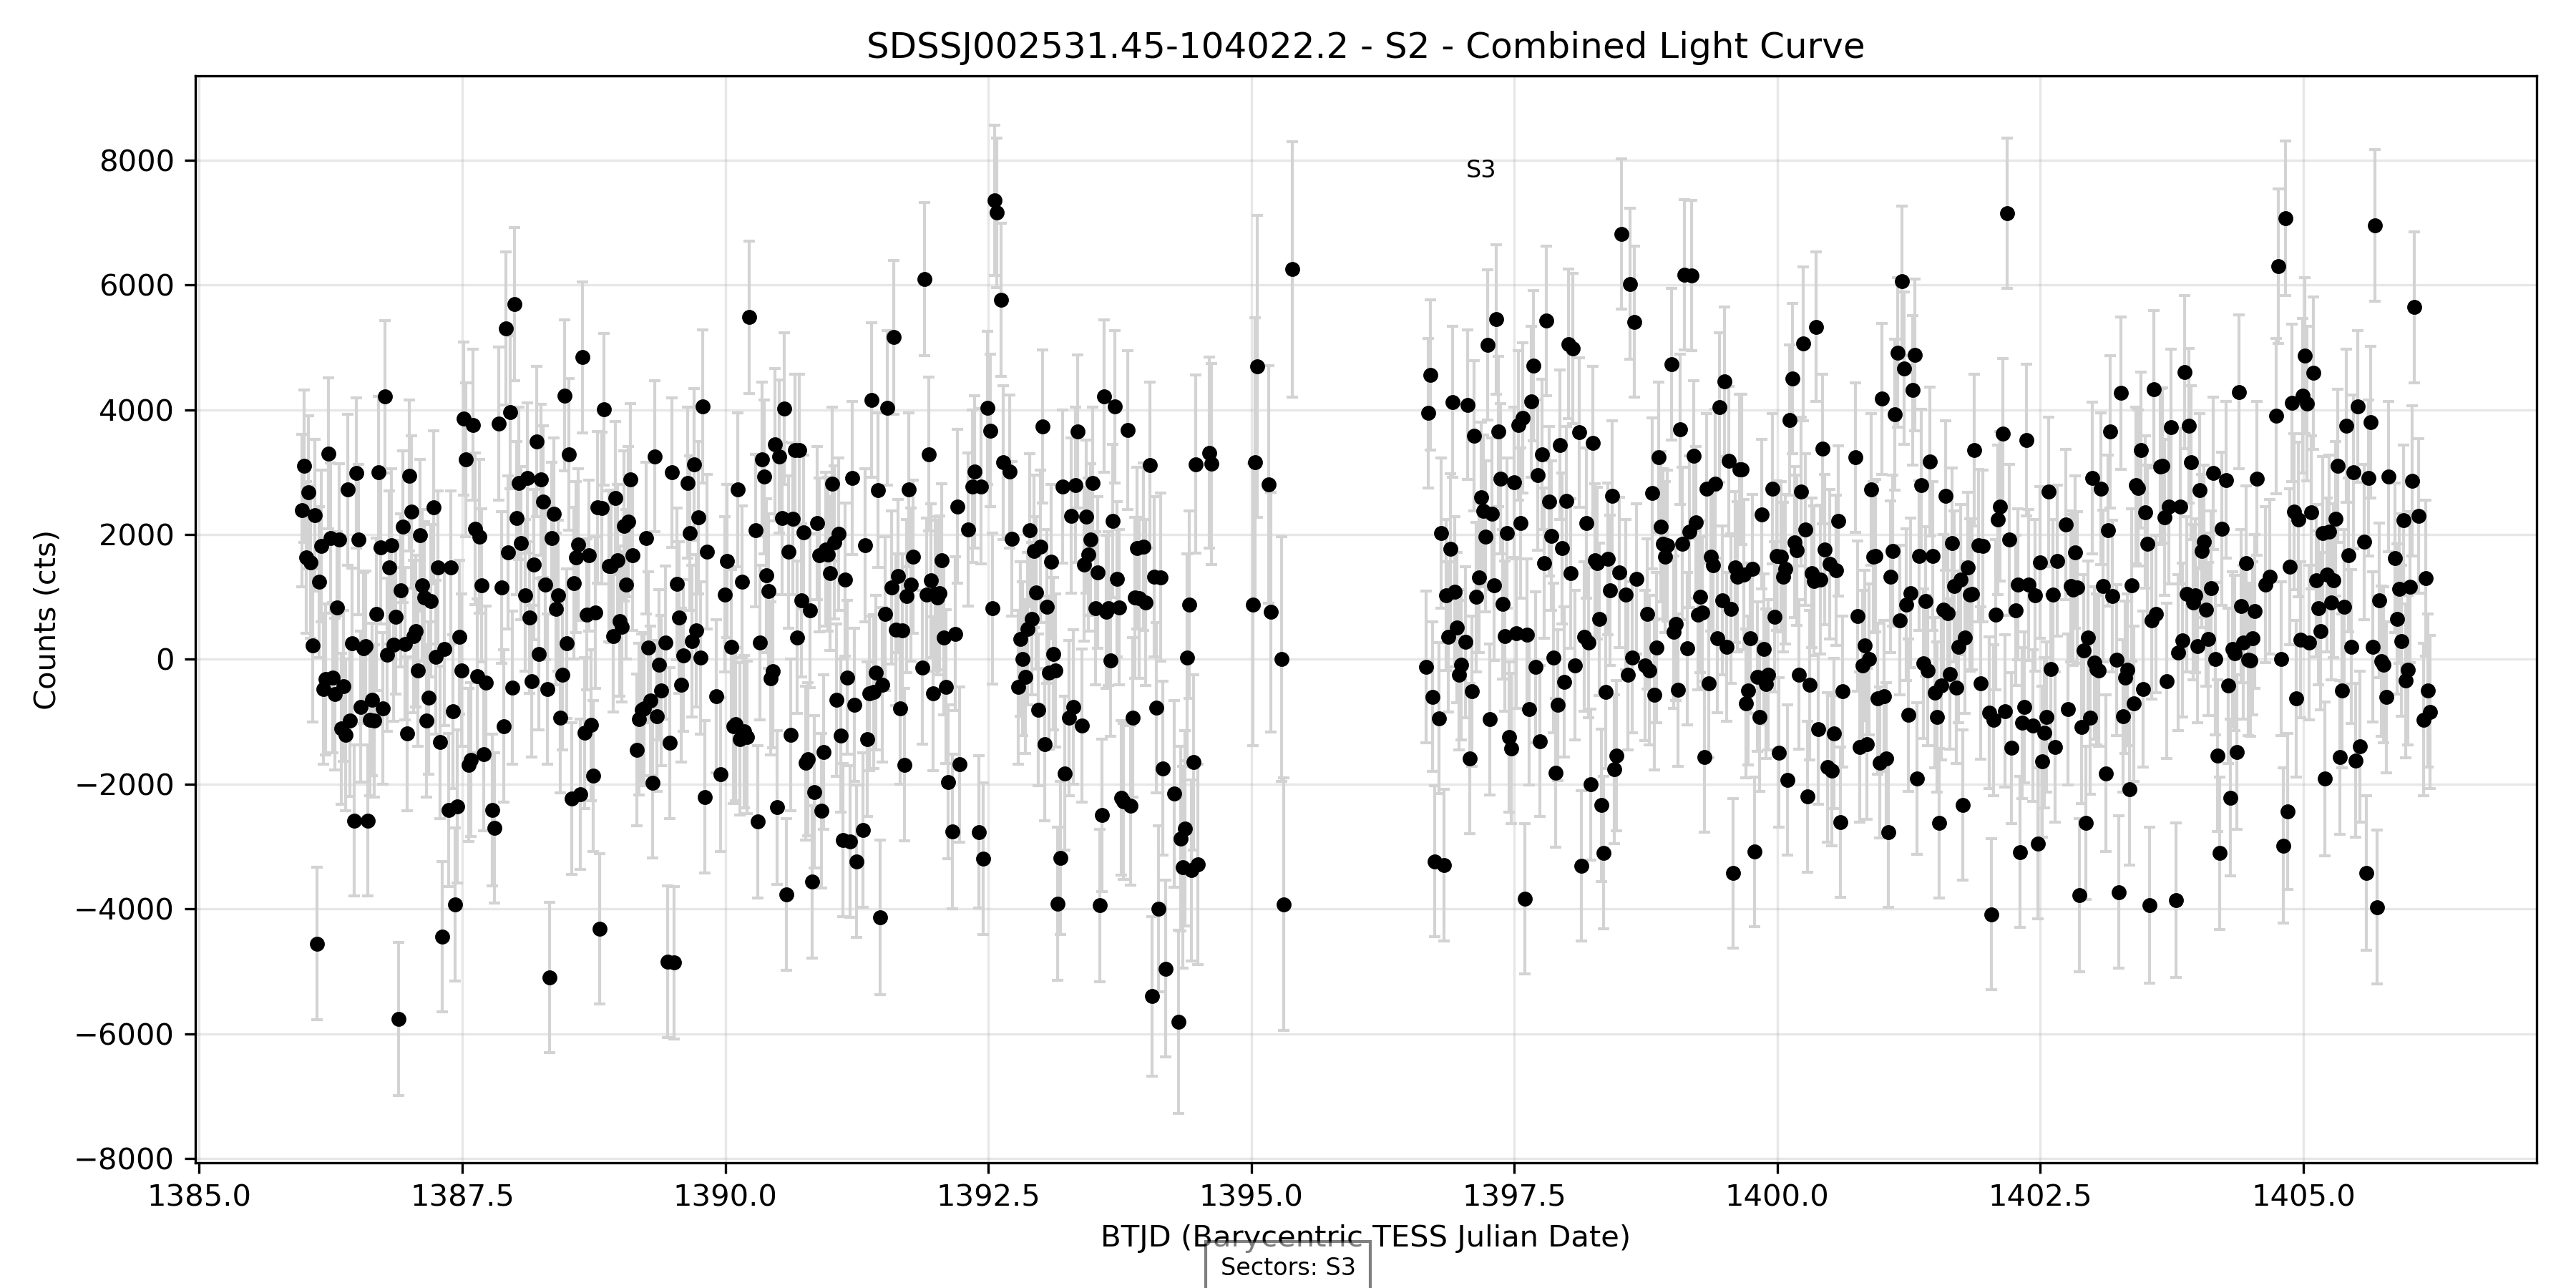 SDSSJ002531.45-104022.2 - S2 - Combined Light Curve
Counts (cts)
8000
6000
4000
2000
0
−2000
−4000
−6000
−8000
S3
1385.0 1387.5 1390.0 1392.5 1395.0 1397.5 1400.0 1402.5 1405.0
BTJD (Barycentric TESS Julian Date)
Sectors: S3